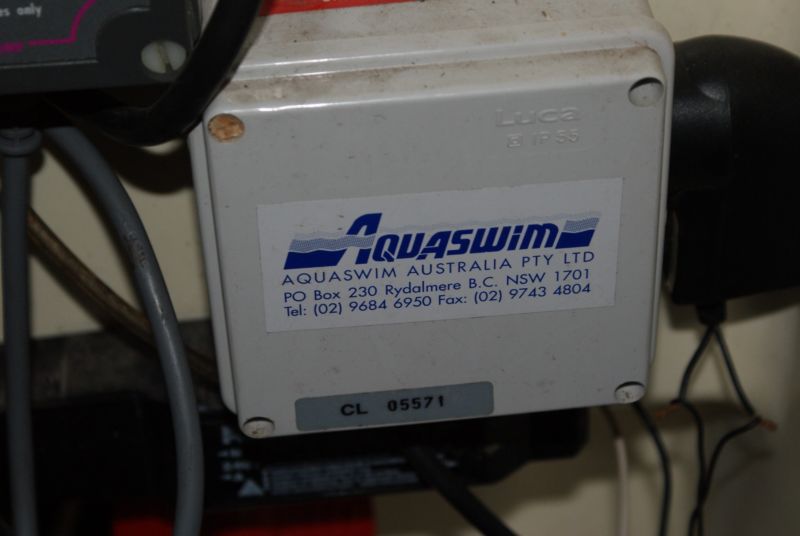 es only
Luca
IP 55
AQUASWIM
AQUASWIM AUSTRALIA PTY LTD
PO Box 230 Rydalmere B.C. NSW 1701
Tel: (02) 9684 6950 Fax: (02) 9743 4804
CL 05571